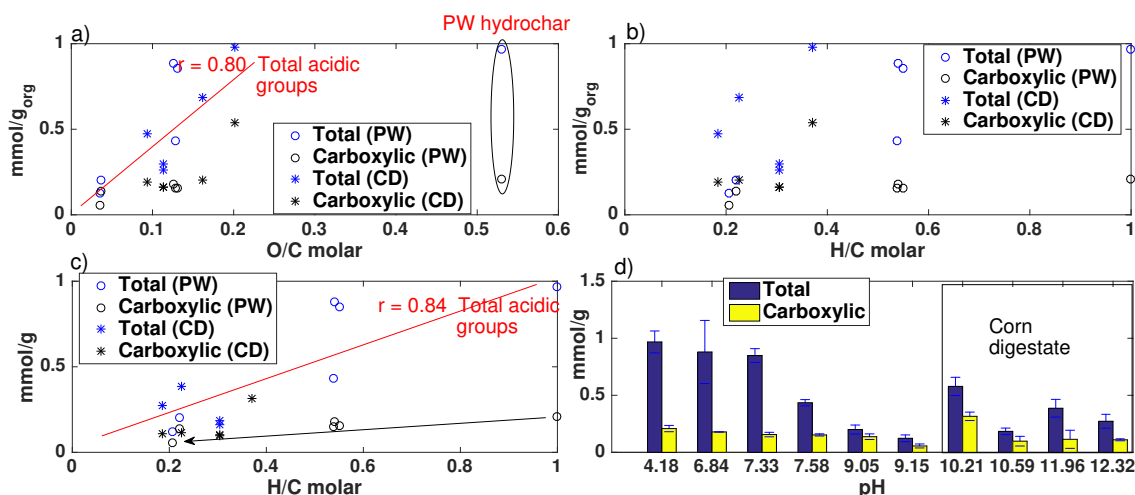 PW hydrochar
a)
r = 0.80 Total acidic
groups
Total (PW)
Carboxylic (PW)
Total (CD)
Carboxylic (CD)
1
0.5
0
mmol/g_org
0 0.1 0.2 0.3 0.4 0.5 0.6
O/C molar
b)
Total (PW)
Carboxylic (PW)
Total (CD)
Carboxylic (CD)
1
0.5
0
mmol/g_org
0 0.2 0.4 0.6 0.8 1
H/C molar
c)
Total (PW)
Carboxylic (PW)
Total (CD)
Carboxylic (CD)
r = 0.84 Total acidic
groups
1
0.5
0
mmol/g
0 0.2 0.4 0.6 0.8 1
H/C molar
d)
Total
Carboxylic
Corn
digestate
1.5
1
0.5
0
mmol/g
4.18 6.84 7.33 7.58 9.05 9.15 10.21 10.59 11.96 12.32
pH